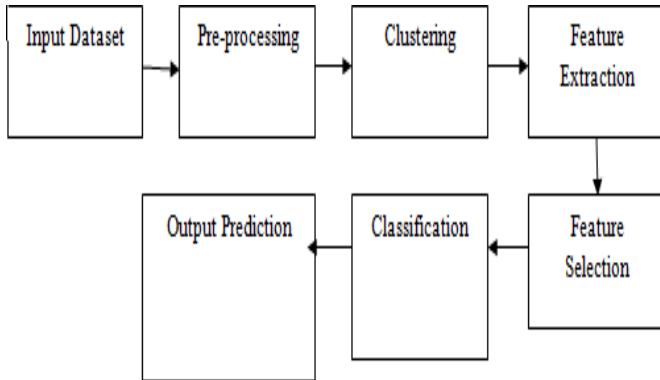 Input Dataset
Pre-processing
Clustering
Feature
Extraction
Feature
Selection
Classification
Output Prediction